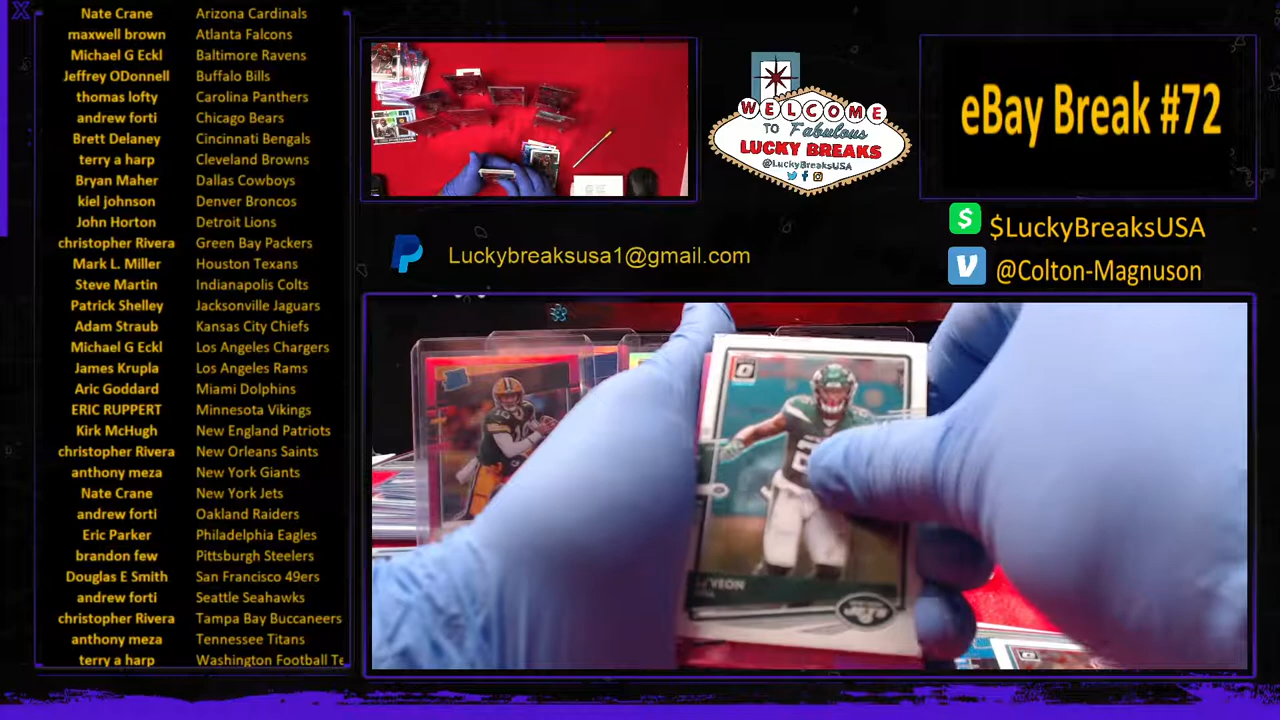 Nate Crane Arizona Cardinals
maxwell brown Atlanta Falcons
Michael G Eckl Baltimore Ravens
Jeffrey ODonnell Buffalo Bills
thomas lofty Carolina Panthers
andrew forti Chicago Bears
Brett Delaney Cincinnati Bengals
terry a harp Cleveland Browns
Bryan Maher Dallas Cowboys
kiel johnson Denver Broncos
John Horton Detroit Lions
christopher Rivera Green Bay Packers
Mark L. Miller Houston Texans
Steve Martin Indianapolis Colts
Patrick Shelley Jacksonville Jaguars
Adam Straub Kansas City Chiefs
Michael G Eckl Los Angeles Chargers
James Krupla Los Angeles Rams
Aric Goddard Miami Dolphins
ERIC RUPPERT Minnesota Vikings
Kirk McHugh New England Patriots
christopher Rivera New Orleans Saints
anthony meza New York Giants
Nate Crane New York Jets
andrew forti Oakland Raiders
Eric Parker Philadelphia Eagles
brandon few Pittsburgh Steelers
Douglas E Smith San Francisco 49ers
andrew forti Seattle Seahawks
christopher Rivera Tampa Bay Buccaneers
anthony meza Tennessee Titans
terry a harp Washington Football Te
WELCOME
TO Fabulous
LUCKY BREAKS
@LuckyBreaksUSA
eBay Break #72
$LuckyBreaksUSA
@Colton-Magnuson
Luckybreaksusa1@gmail.com
JETS